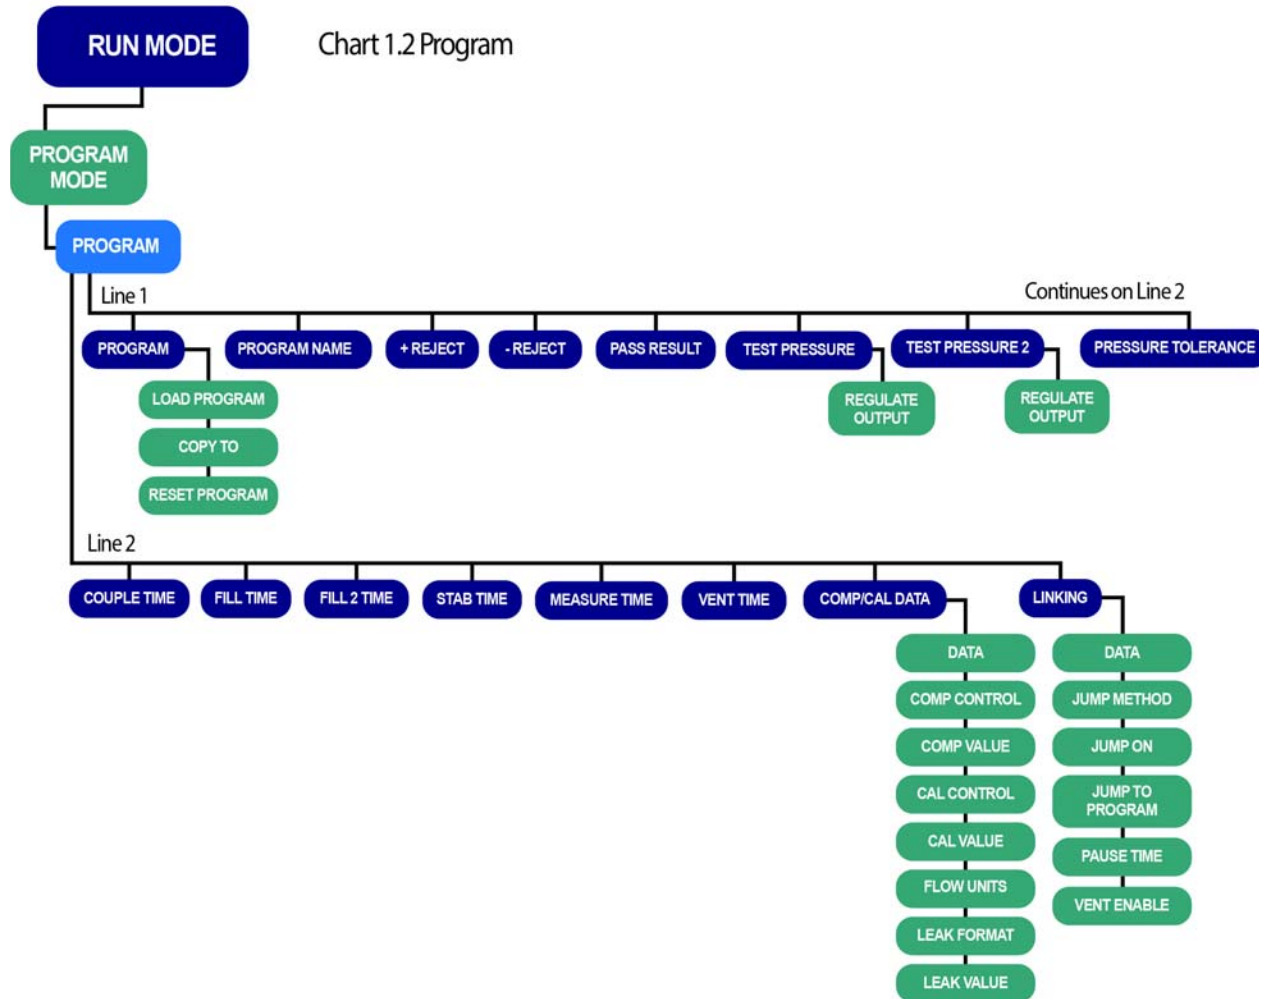 RUN MODE
Chart 1.2 Program
PROGRAM
MODE
PROGRAM
Line 1
Continues on Line 2
PROGRAM
PROGRAM NAME
+ REJECT
- REJECT
PASS RESULT
TEST PRESSURE
TEST PRESSURE 2
PRESSURE TOLERANCE
LOAD PROGRAM
COPY TO
RESET PROGRAM
REGULATE
OUTPUT
REGULATE
OUTPUT
Line 2
COUPLE TIME
FILL TIME
FILL 2 TIME
STAB TIME
MEASURE TIME
VENT TIME
COMP/CAL DATA
LINKING
DATA
COMP CONTROL
COMP VALUE
CAL CONTROL
CAL VALUE
FLOW UNITS
LEAK FORMAT
LEAK VALUE
DATA
JUMP METHOD
JUMP ON
JUMP TO
PROGRAM
PAUSE TIME
VENT ENABLE